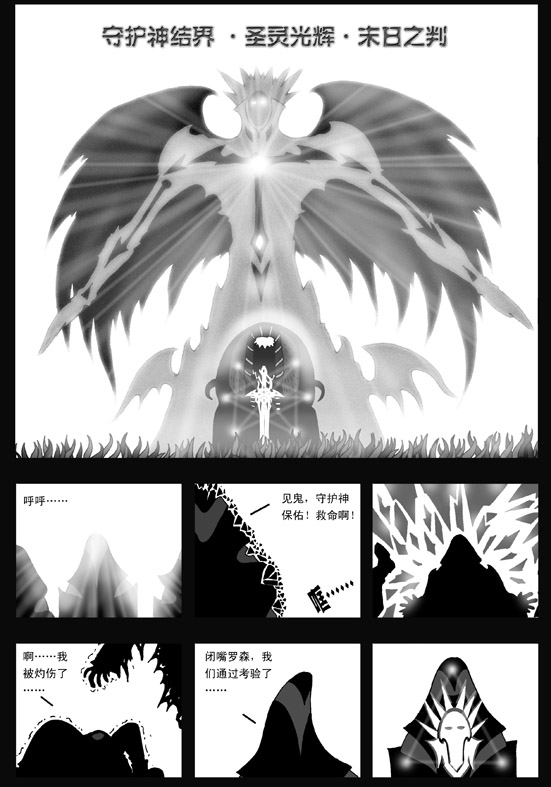 守护神结界 ·圣灵光辉·末日之判
呼呼……
见鬼，守护神
保佑！救命啊！
啊……我
被灼伤了
……
闭嘴罗森，我
们通过考验了
……